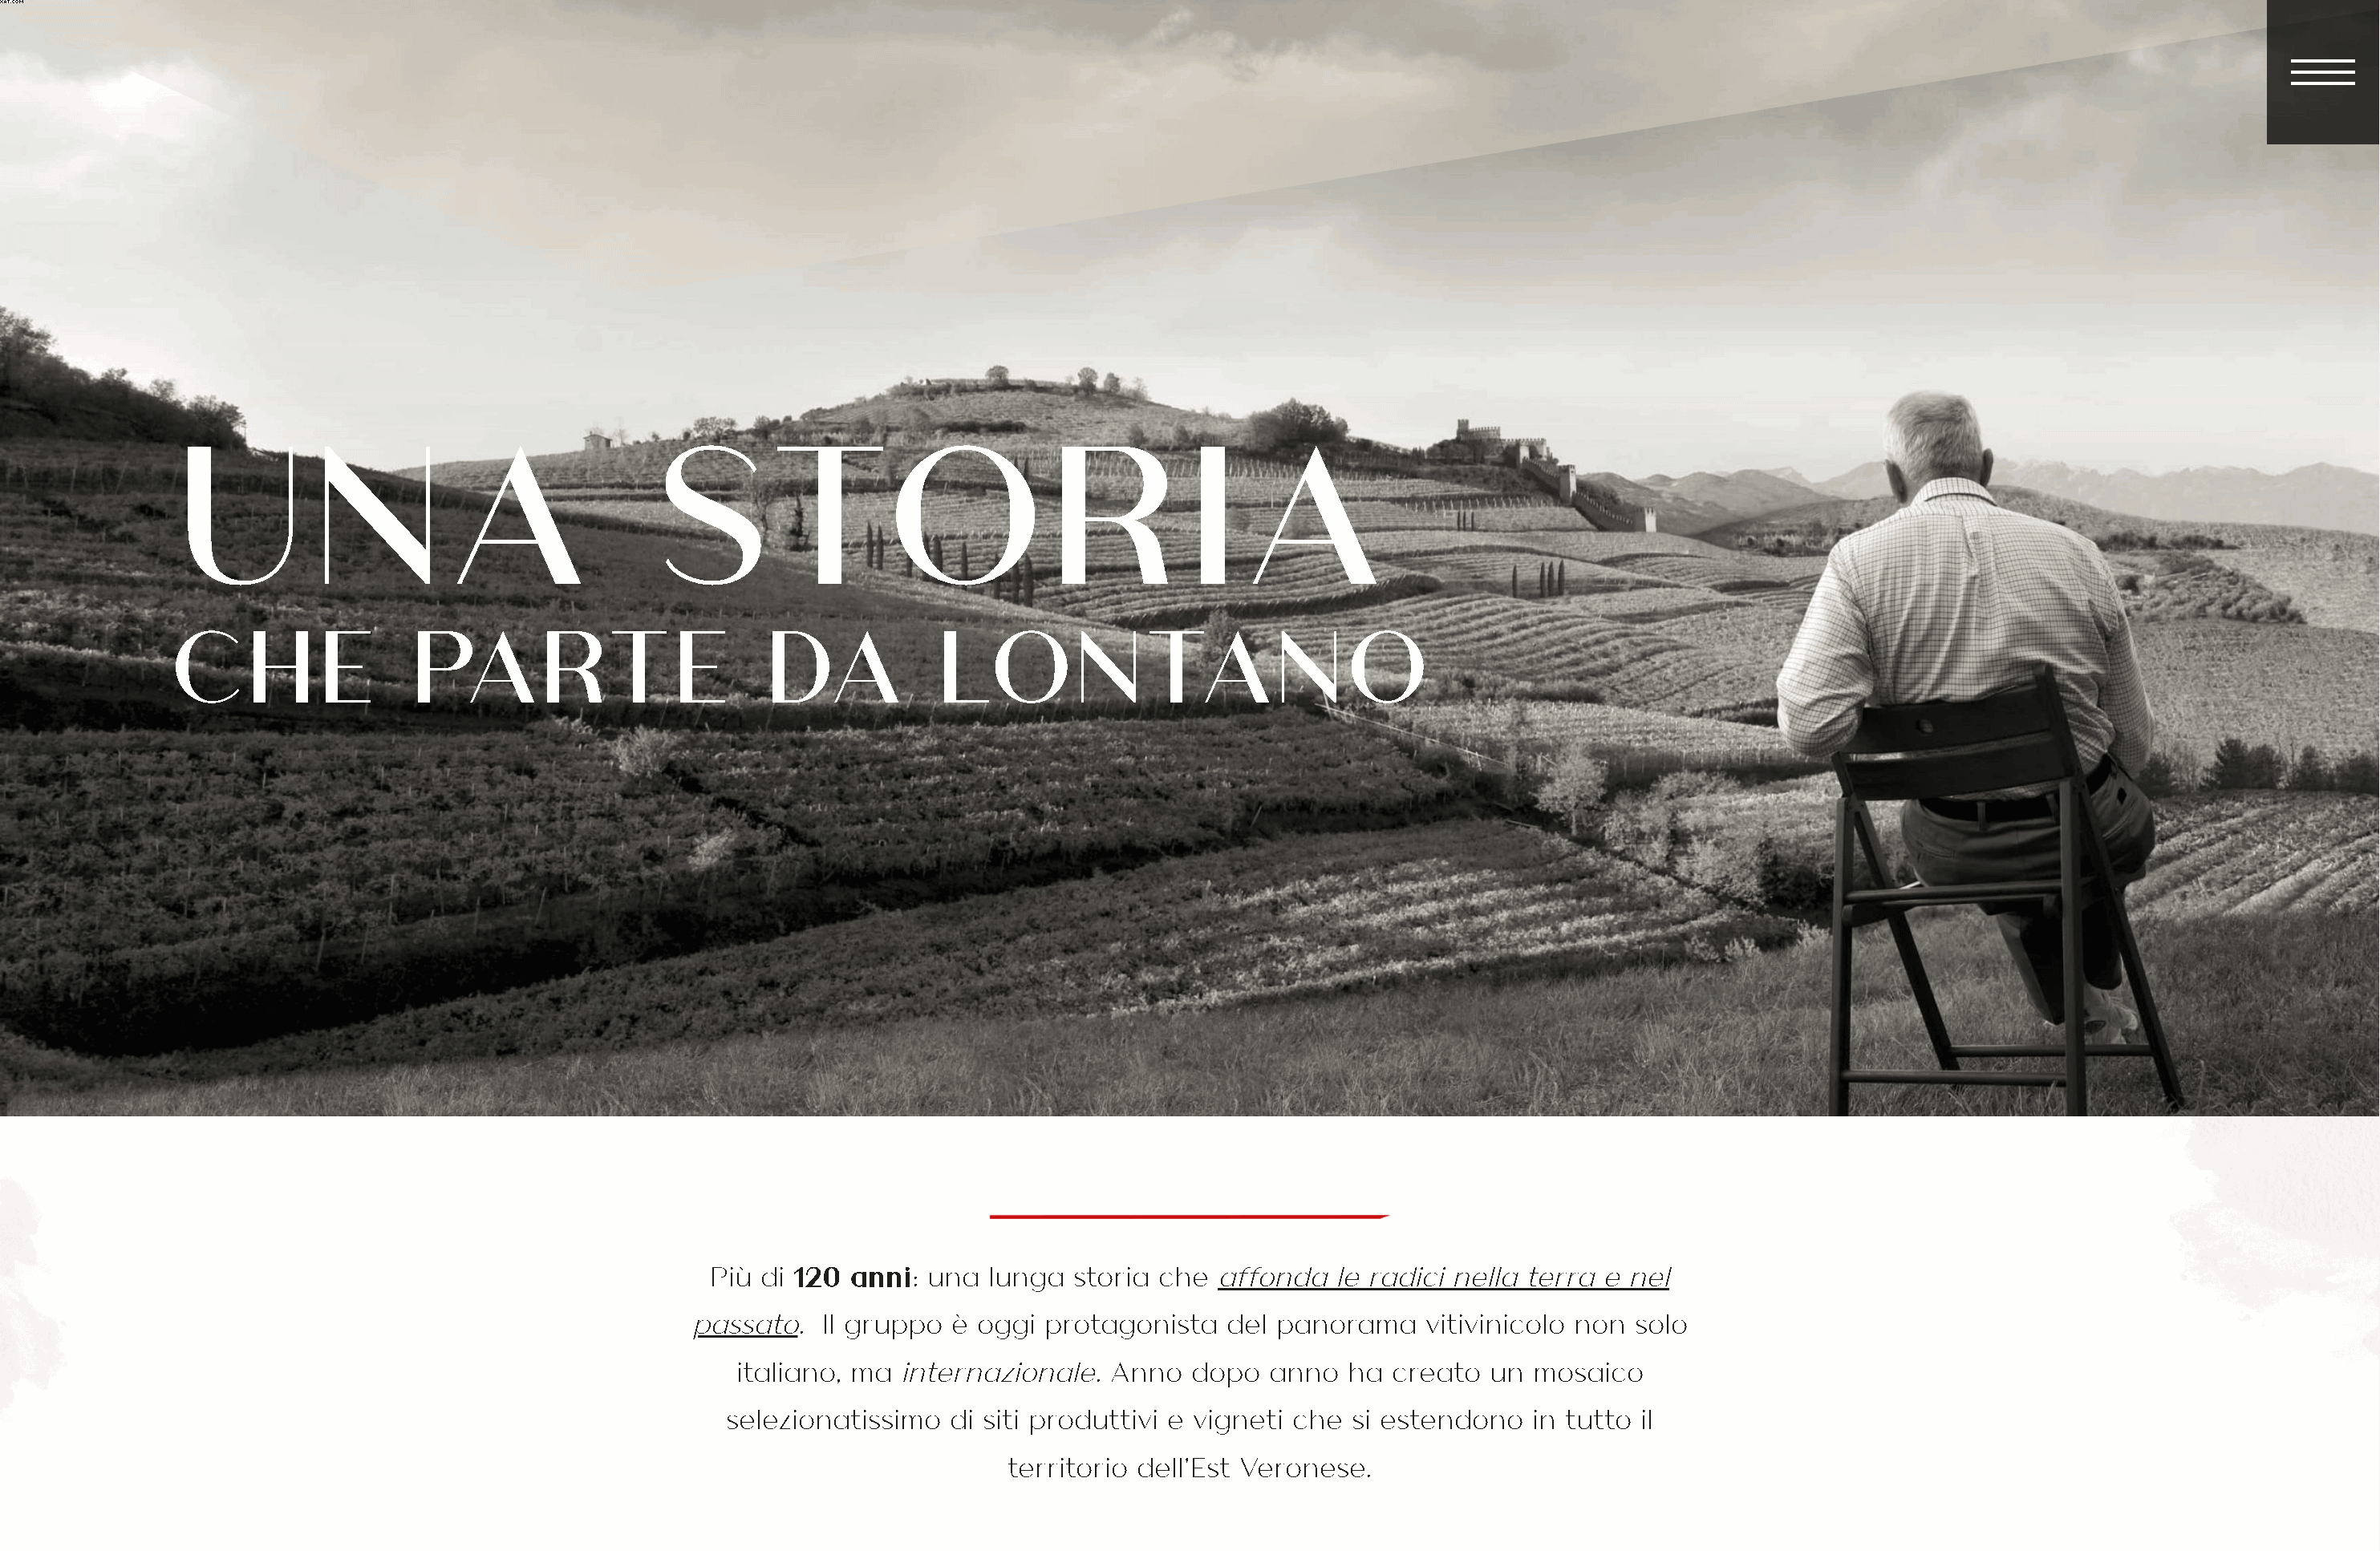 UNA STORIA
CHE PARTE DA LONTANO
Più di 120 anni: una lunga storia che affonda le radici nella terra e nel
passato. Il gruppo è oggi protagonista del panorama vitivinicolo non solo
italiano, ma internazionale. Anno dopo anno ha creato un mosaico
selezionatissimo di siti produttivi e vigneti che si estendono in tutto il
territorio dell'Est Veronese.